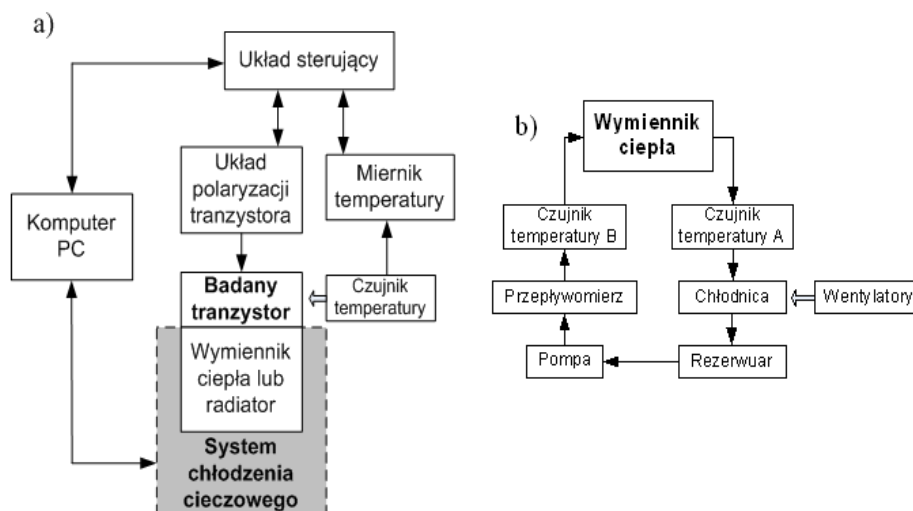 a)
Układ sterujący
Układ
polaryzacji
tranzystora
Miernik
temperatury
Komputer
PC
Badany
tranzystor
Czujnik
temperatury
Wymiennik
ciepła lub
radiator
System
chłodzenia
cieczowego
b)
Wymiennik
ciepła
Czujnik
temperatury B
Czujnik
temperatury A
Przepływomierz
Chłodnica
Wentylatory
Pompa
Rezerwuar